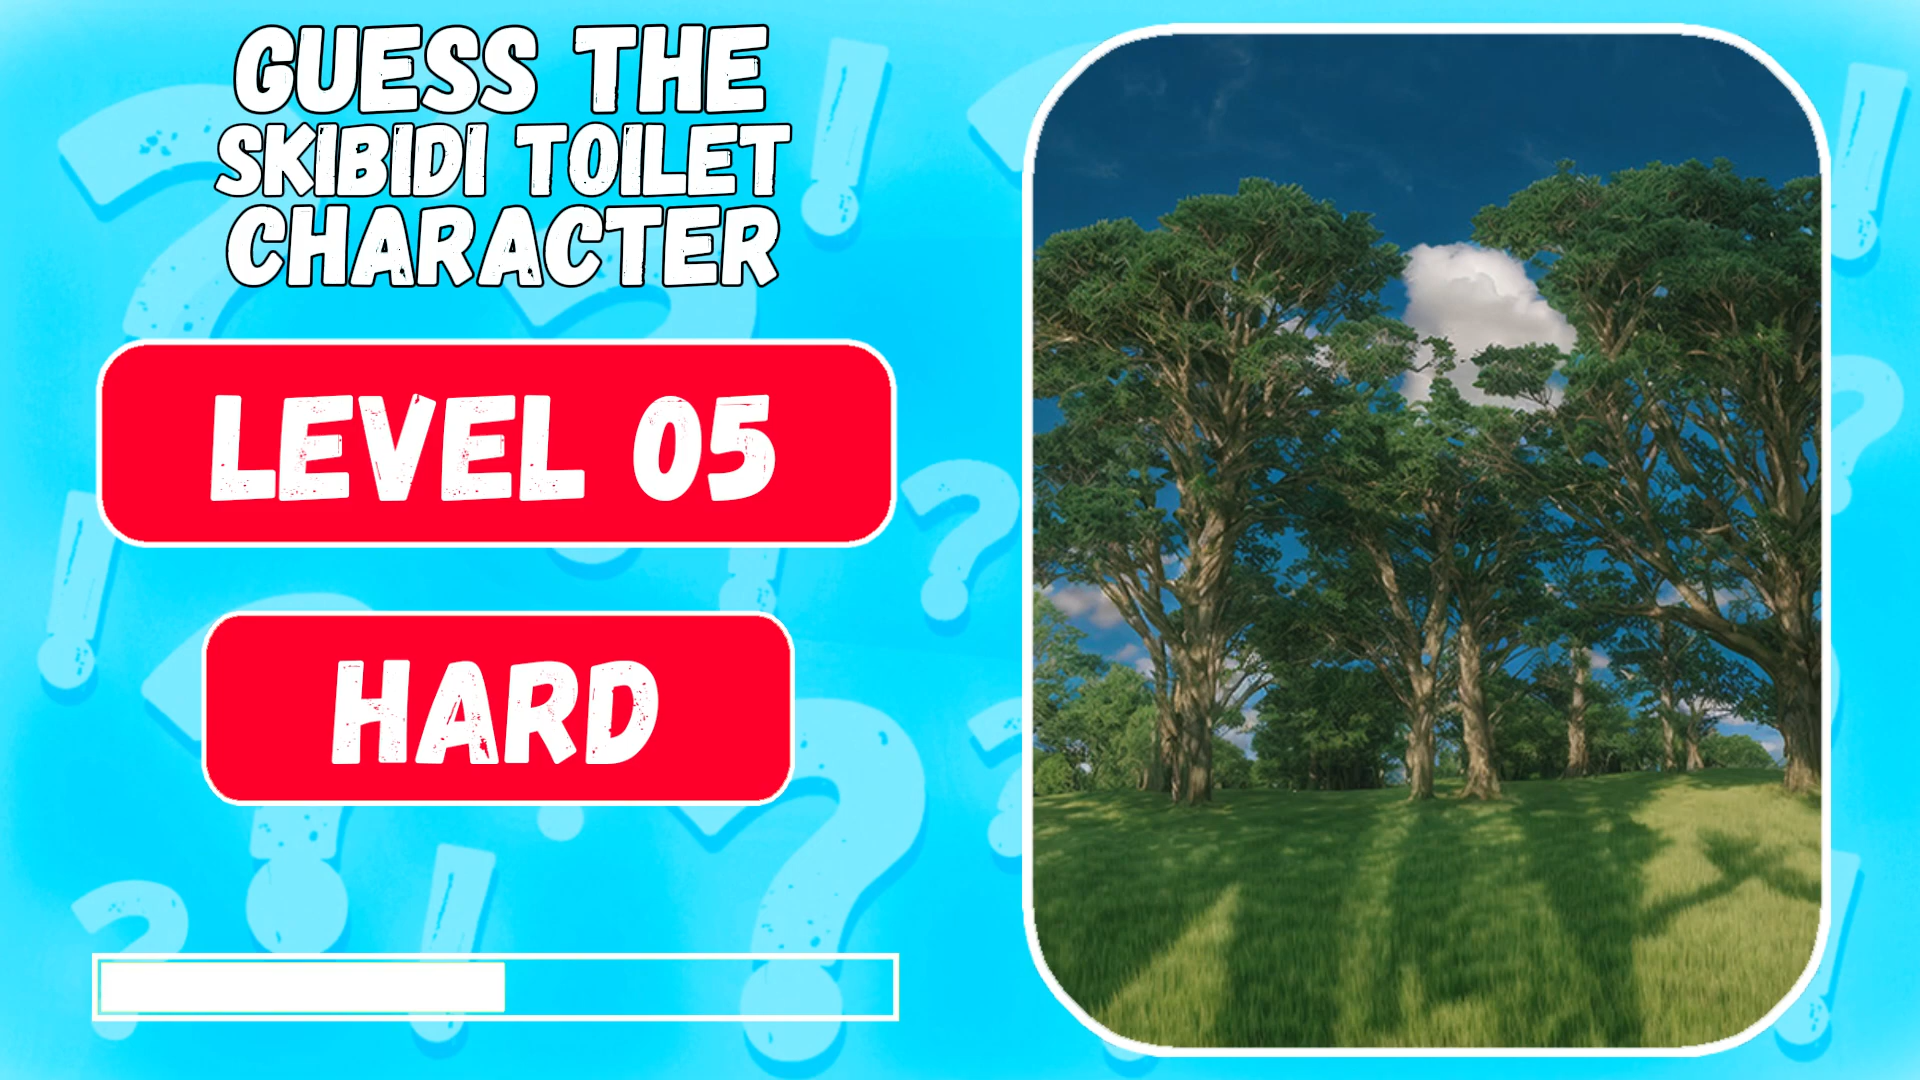 GUESS THE
SKIBIDI TOILET
CHARACTER
LEVEL 05
HARD